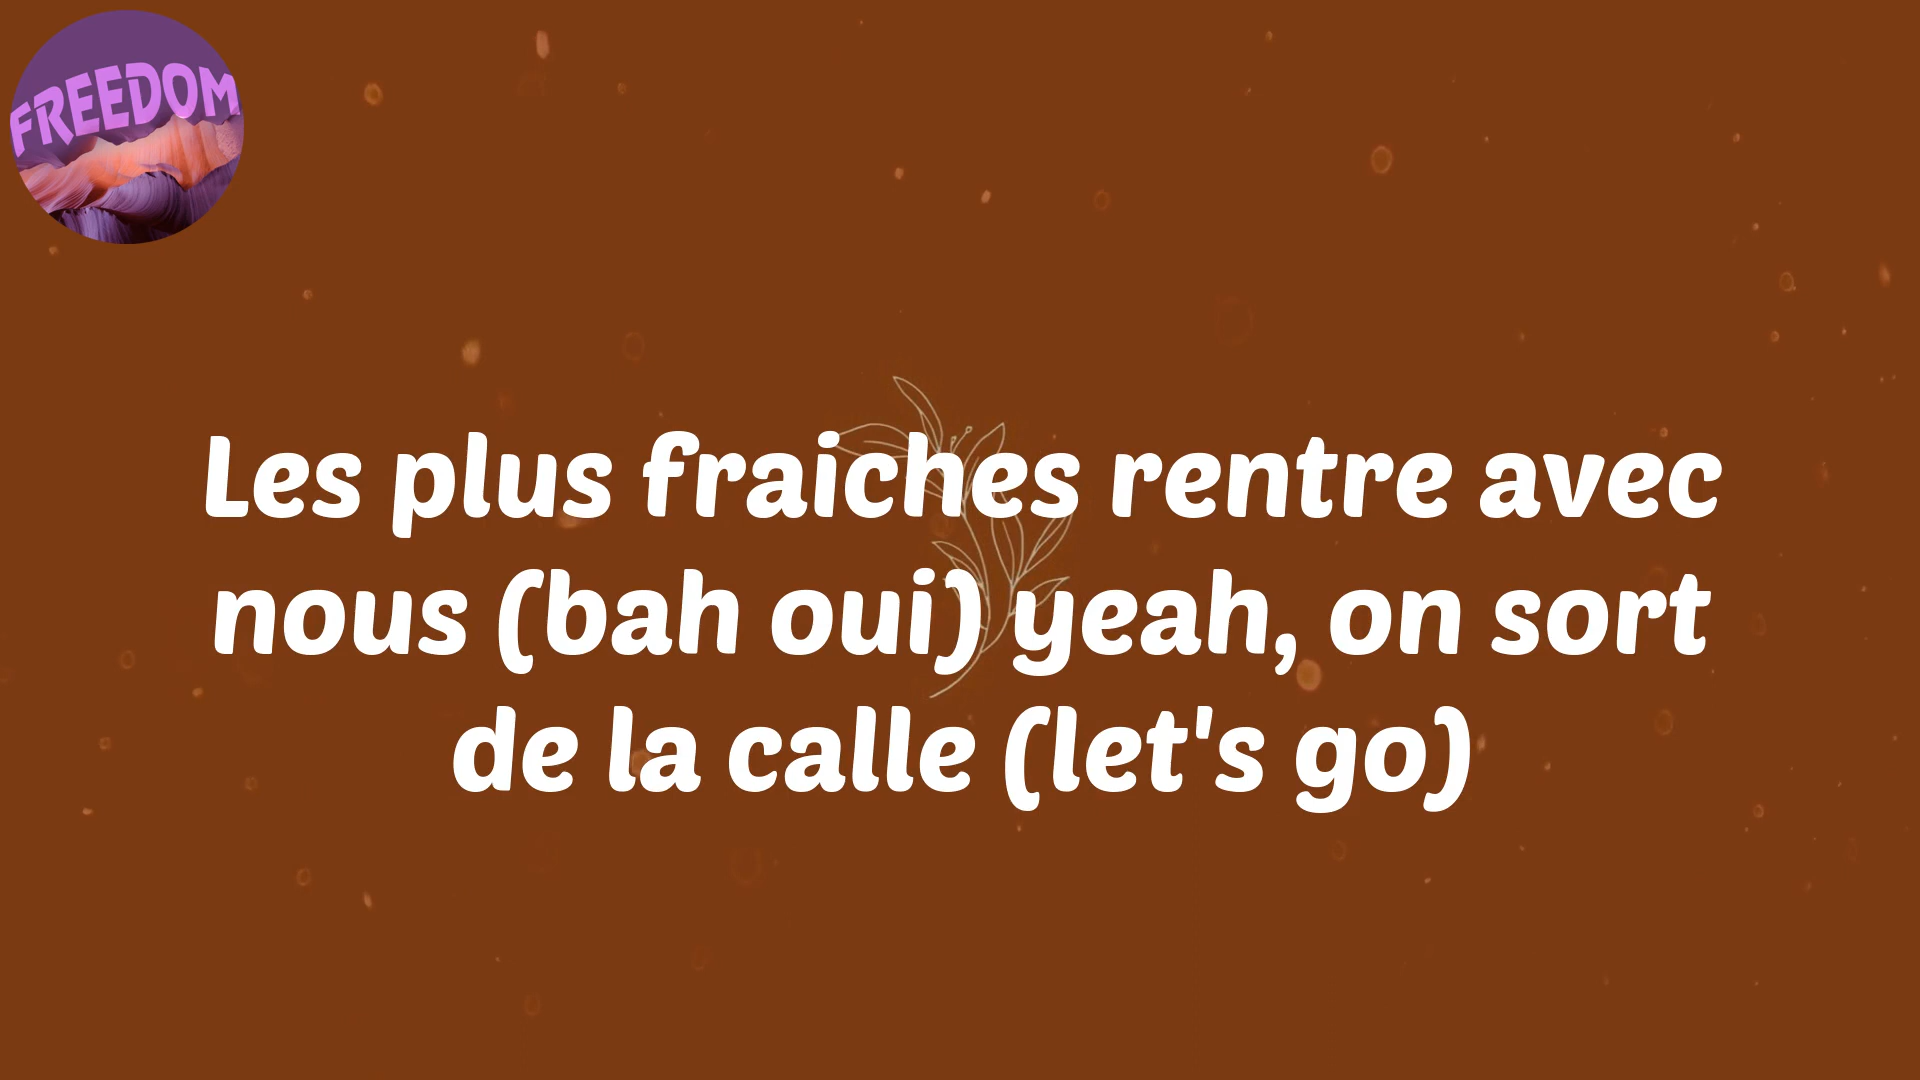 FREEDOM
Les plus fraiches rentre avec
nous (bah oui) yeah, on sort
de la calle (let's go)